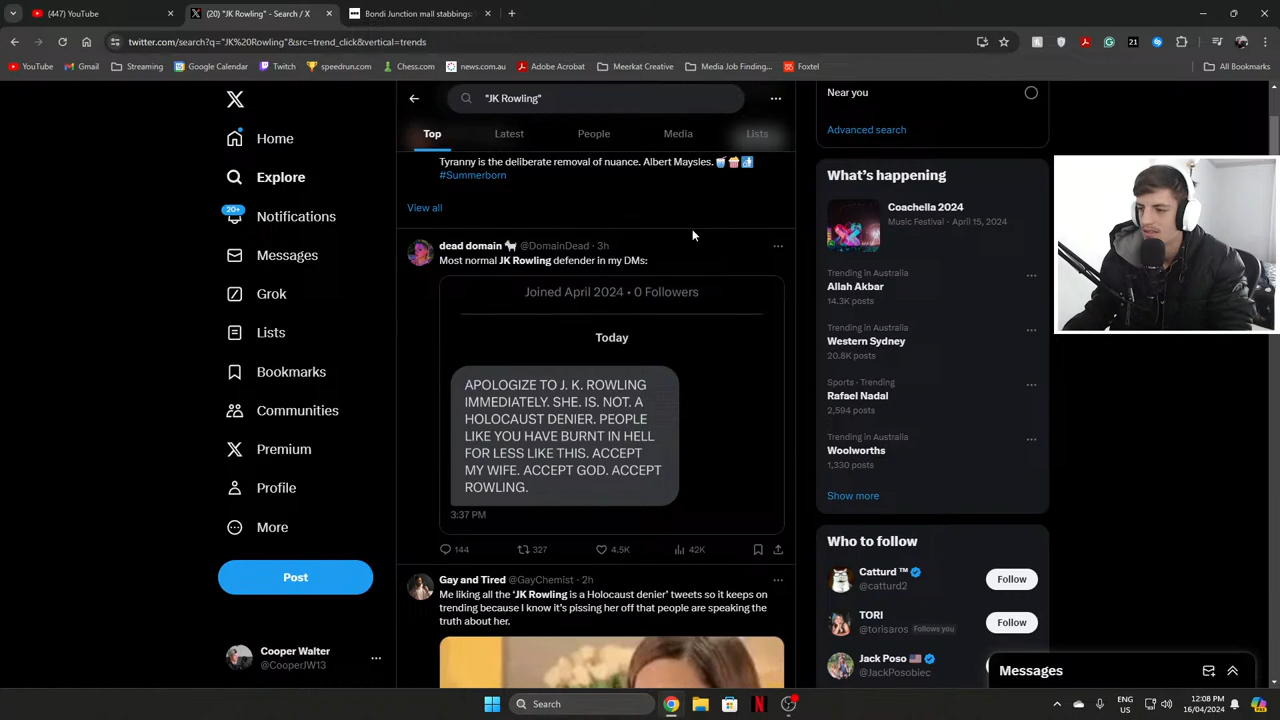 (447) YouTube
(20) "JK Rowling" - Search / X
Bondi Junction mall stabbings:
twitter.com/search?q="JK%20Rowling"&src=trend_click&vertical=trends
21
YouTube
Gmail
Streaming
Google Calendar
Twitch
speedrun.com
Chess.com
news.com.au
Adobe Acrobat
Meerkat Creative
Media Job Finding...
Foxtel
All Bookmarks
Home
Explore
20+
Notifications
Messages
Grok
Lists
Bookmarks
Communities
Premium
Profile
More
Post
Cooper Walter
@CooperJW13
"JK Rowling"
Top
Latest
People
Media
Lists
Tyranny is the deliberate removal of nuance. Albert Maysles.
#Summerborn
View all
dead domain @DomainDead · 3h
Most normal JK Rowling defender in my DMs:
Joined April 2024 • 0 Followers
Today
APOLOGIZE TO J. K. ROWLING
IMMEDIATELY. SHE. IS. NOT. A
HOLOCAUST DENIER. PEOPLE
LIKE YOU HAVE BURNT IN HELL
FOR LESS LIKE THIS. ACCEPT
MY WIFE. ACCEPT GOD. ACCEPT
ROWLING.
3:37 PM
144
327
4.5K
42K
Gay and Tired @GayChemist · 2h
Me liking all the 'JK Rowling is a Holocaust denier' tweets so it keeps on
trending because I know it's pissing her off that people are speaking the
truth about her.
Near you
Advanced search
What's happening
Coachella 2024
Music Festival · April 15, 2024
Trending in Australia
Allah Akbar
14.3K posts
Trending in Australia
Western Sydney
20.8K posts
Sports · Trending
Rafael Nadal
2,594 posts
Trending in Australia
Woolworths
1,330 posts
Show more
Who to follow
Catturd ™
@catturd2
Follow
TORI
@torisaros Follows you
Follow
Jack Poso
@JackPosobiec
Messages
Search
ENG
US
12:08 PM
16/04/2024